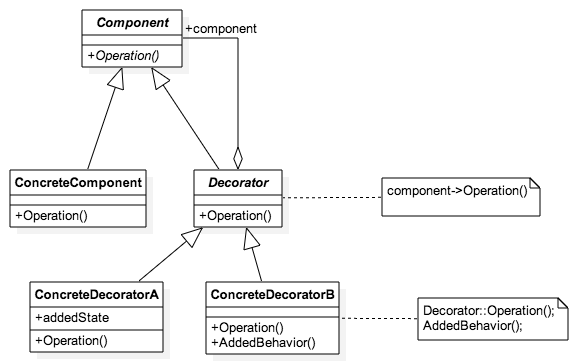 Component
+component
+Operation()
ConcreteComponent
Decorator
component->Operation()
+Operation()
+Operation()
ConcreteDecoratorA
ConcreteDecoratorB
+addedState
Decorator::Operation();
+Operation()
AddedBehavior();
+Operation()
+AddedBehavior()